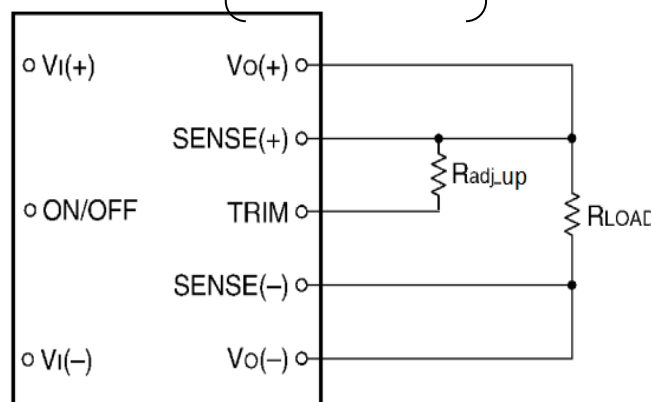 VI(+) VO(+)
SENSE(+)
Radj_up
ON/OFF TRIM RLOAD
SENSE(–)
VI(–) VO(–)